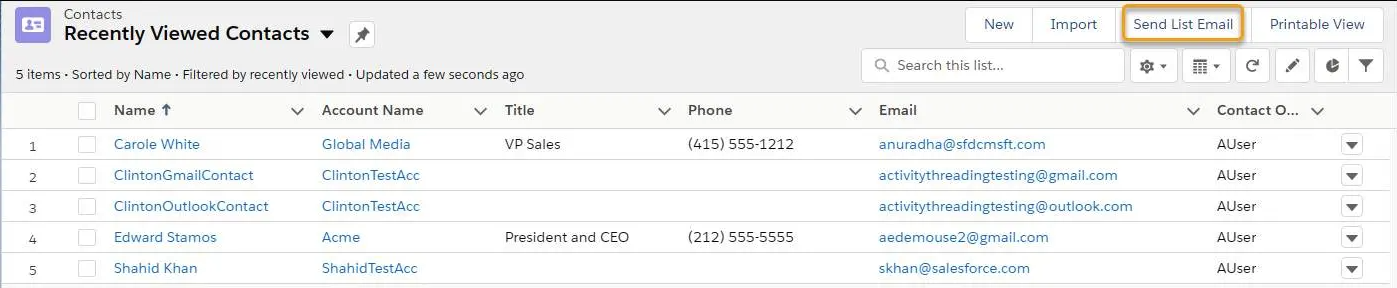 Contacts
Recently Viewed Contacts
New Import Send List Email Printable View
5 items • Sorted by Name • Filtered by recently viewed • Updated a few seconds ago
Search this list...
Name Account Name Title Phone Email Contact O...
1 Carole White Global Media VP Sales (415) 555-1212 anuradha@sfdcmsft.com AUser
2 ClintonGmailContact ClintonTestAcc activitythreadingtesting@gmail.com AUser
3 ClintonOutlookContact ClintonTestAcc activitythreadingtesting@outlook.com AUser
4 Edward Stamos Acme President and CEO (212) 555-5555 aedemouse2@gmail.com AUser
5 Shahid Khan ShahidTestAcc skhan@salesforce.com AUser